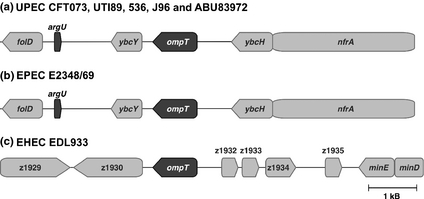 (a) UPEC CFT073, UTI89, 536, J96 and ABU83972
argU
folD ybcY ompT ybcH nfrA
(b) EPEC E2348/69
argU
folD ybcY ompT ybcH nfrA
(c) EHEC EDL933
z1932 z1933 z1935
z1929 z1930 ompT z1934 minE minD
1 kB